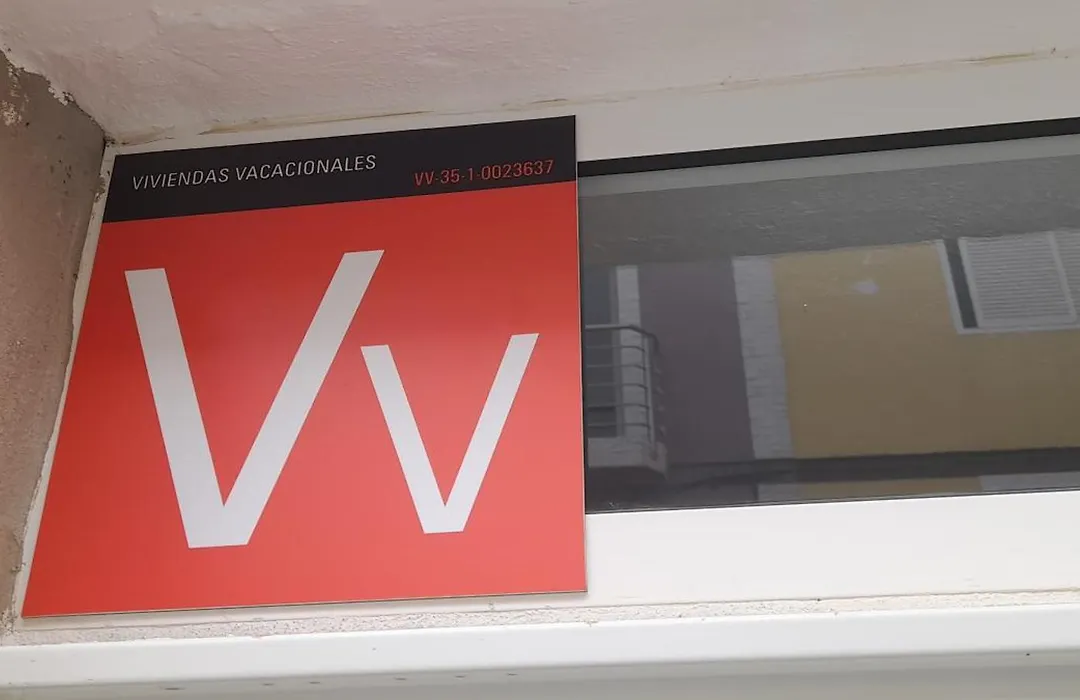 VIVIENDAS VACACIONALES
VV-35-1-0023637
Vv